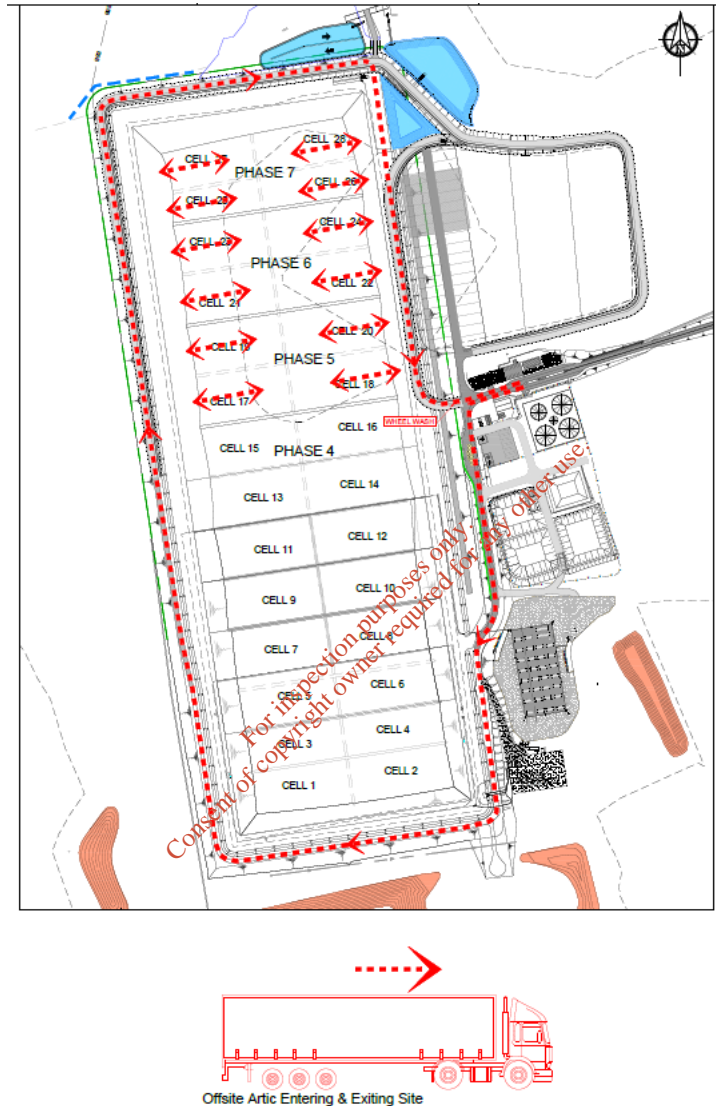 N
CELL 28
PHASE 7
CELL 26
CELL 24
CELL 23
PHASE 6
CELL 22
CELL 21
CELL 20
CELL 19
PHASE 5
CELL 18
CELL 17
WHEEL WASH
CELL 16
CELL 15
PHASE 4
CELL 14
CELL 13
CELL 12
CELL 11
CELL 10
CELL 9
CELL 8
CELL 7
CELL 6
CELL 5
CELL 4
CELL 3
CELL 2
CELL 1
For inspection purposes only.
Consent of copyright owner required for any other use.
Offsite Artic Entering & Exiting Site